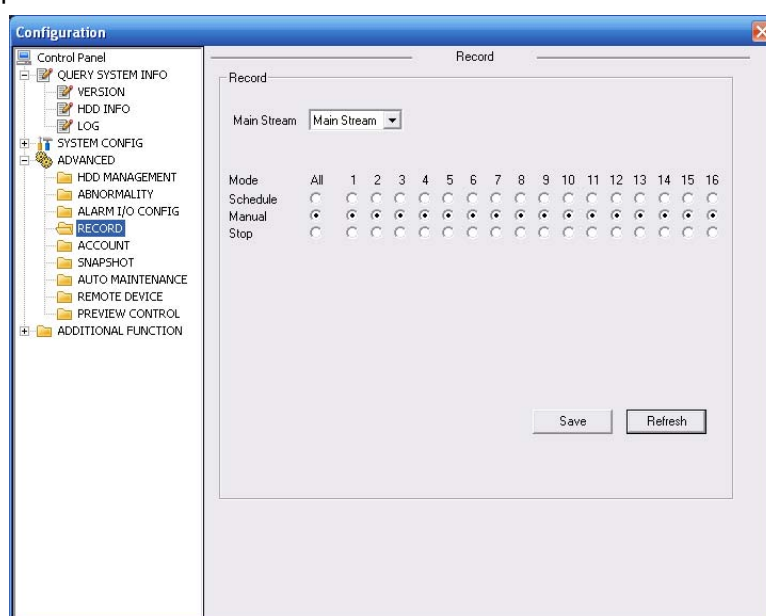 Configuration
Control Panel
QUERY SYSTEM INFO
VERSION
HDD INFO
LOG
SYSTEM CONFIG
ADVANCED
HDD MANAGEMENT
ABNORMALITY
ALARM I/O CONFIG
RECORD
ACCOUNT
SNAPSHOT
AUTO MAINTENANCE
REMOTE DEVICE
PREVIEW CONTROL
ADDITIONAL FUNCTION
Record
Record
Main Stream Main Stream
Mode All 1 2 3 4 5 6 7 8 9 10 11 12 13 14 15 16
Schedule
Manual
Stop
Save Refresh